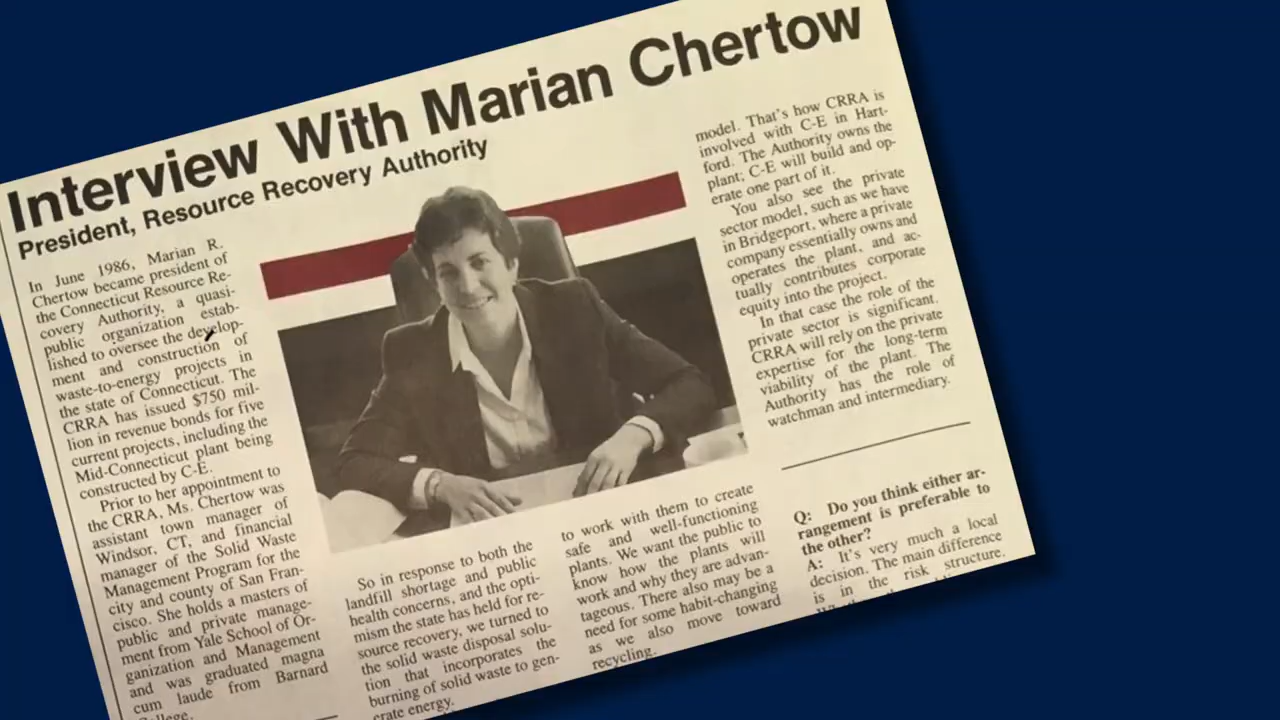 Interview With Marian Chertow
President, Resource Recovery Authority
In June 1986, Marian R.
Chertow became president of
the Connecticut Resource Re-
covery Authority, a quasi-
public organization estab-
lished to oversee the develop-
ment and construction of
waste-to-energy projects in
the state of Connecticut. The
CRRA has issued $750 mil-
lion in revenue bonds for five
current projects, including the
Mid-Connecticut plant being
constructed by C-E.
Prior to her appointment to
the CRRA, Ms. Chertow was
assistant town manager of
Windsor, CT, and financial
manager of the Solid Waste
Management Program for the
city and county of San Fran-
cisco. She holds a masters of
public and private manage-
ment from Yale School of Or-
ganization and Management
and was graduated magna
cum laude from Barnard
College.
So in response to both the
landfill shortage and public
health concerns, and the opti-
mism the state has held for re-
source recovery, we turned to
the solid waste disposal solu-
tion that incorporates the
burning of solid waste to gen-
erate energy.
to work with them to create
safe and well-functioning
plants. We want the public to
know how the plants will
work and why they are advan-
tageous. There also may be a
need for some habit-changing
as we also move toward
recycling.
model. That's how CRRA is
involved with C-E in Hart-
ford. The Authority owns the
plant; C-E will build and op-
erate one part of it.
You also see the private
sector model, such as we have
in Bridgeport, where a private
company essentially owns and
operates the plant, and ac-
tually contributes corporate
equity into the project.
In that case the role of the
private sector is significant.
CRRA will rely on the private
expertise for the long-term
viability of the plant. The
Authority has the role of
watchman and intermediary.
Q: Do you think either ar-
rangement is preferable to
the other?
A: It's very much a local
decision. The main difference
is in the risk structure.